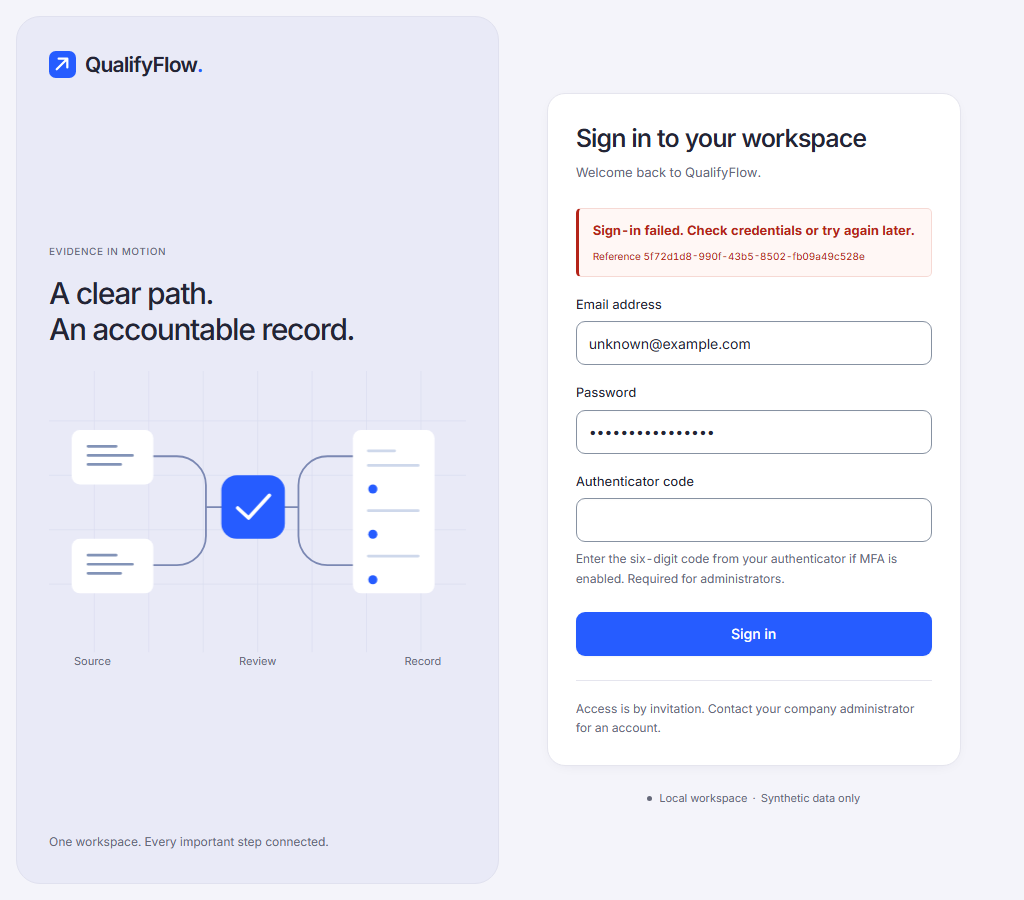 QualifyFlow.
EVIDENCE IN MOTION
A clear path.
An accountable record.
Source
Review
Record
One workspace. Every important step connected.
Sign in to your workspace
Welcome back to QualifyFlow.
Sign-in failed. Check credentials or try again later.
Reference 5f72d1d8-990f-43b5-8502-fb09a49c528e
Email address
unknown@example.com
Password
••••••••••••••••
Authenticator code
Enter the six-digit code from your authenticator if MFA is
enabled. Required for administrators.
Sign in
Access is by invitation. Contact your company administrator
for an account.
Local workspace · Synthetic data only